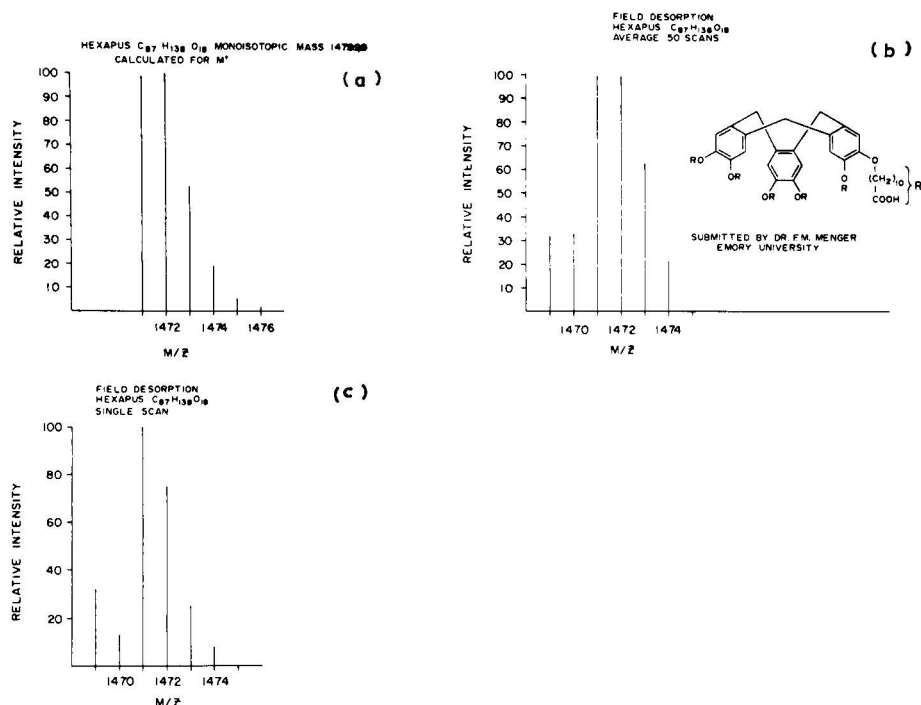 HEXAPUS C87 H138 O18 MONOISOTOPIC MASS
CALCULATED FOR M+
(a)
100
90
80
70
60
50
40
30
20
10
RELATIVE INTENSITY
1472 1474 1476
M/Z
FIELD DESORPTION
HEXAPUS C87H138O18
AVERAGE 50 SCANS
(b)
100
90
80
70
60
50
40
30
20
10
RELATIVE INTENSITY
1470 1472 1474
M/Z
RO
OR
OR
OR
O
R
O
(CH2)10
COOH
R
SUBMITTED BY DR. F.M. MENGER
EMORY UNIVERSITY
FIELD DESORPTION
HEXAPUS C87H138O18
SINGLE SCAN
(c)
100
80
60
40
20
RELATIVE INTENSITY
1470 1472 1474
M/Z